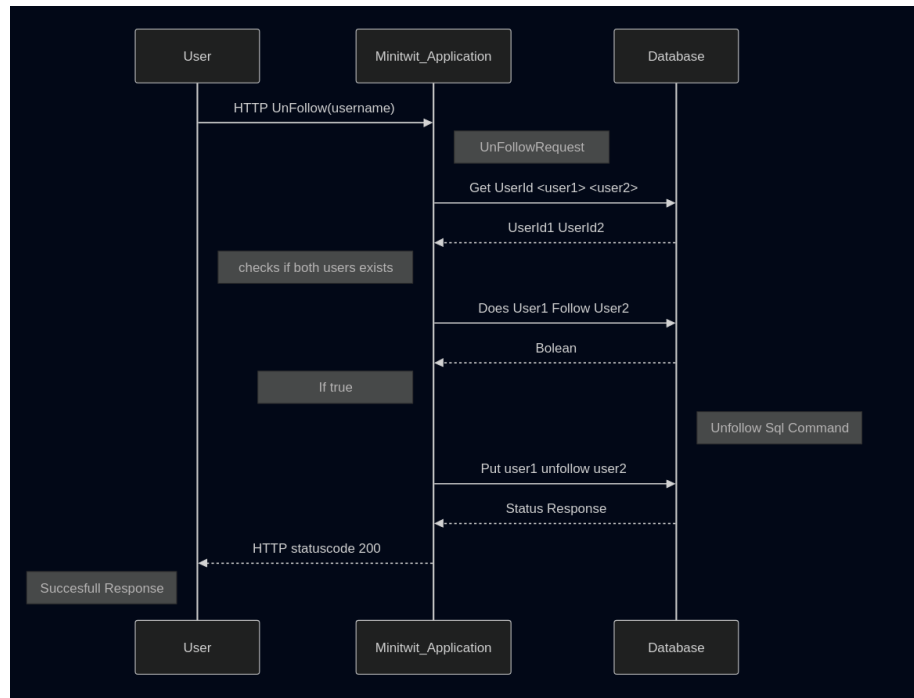 User
Minitwit_Application
Database
HTTP UnFollow(username)
UnFollowRequest
Get UserId <user1> <user2>
UserId1 UserId2
checks if both users exists
Does User1 Follow User2
Bolean
If true
Unfollow Sql Command
Put user1 unfollow user2
Status Response
HTTP statuscode 200
Succesfull Response
User
Minitwit_Application
Database